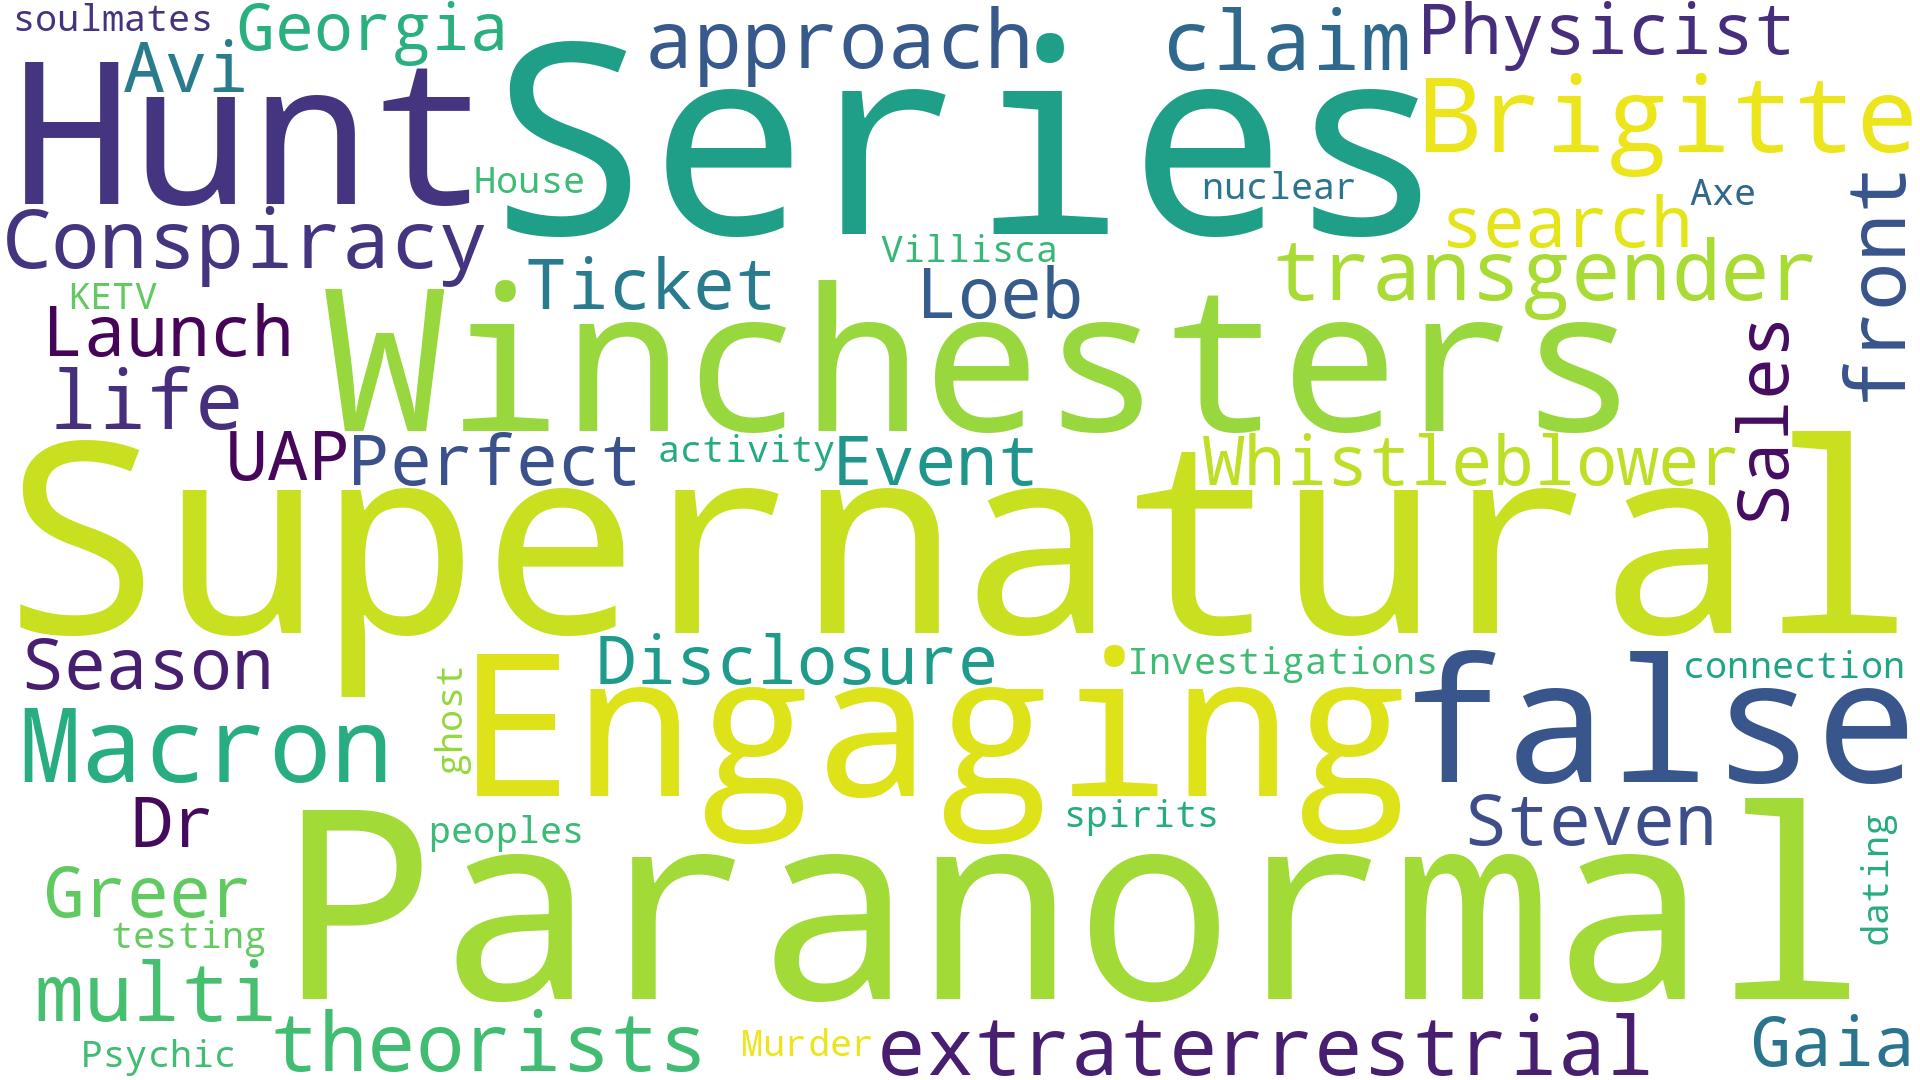 soulmates
Georgia
approach
claim
Physicist
Avi
Hunt
Series
Brigitte
House
nuclear
Axe
search
front
Conspiracy
Villisca
transgender
KETV
Ticket
Loeb
Launch
Winchesters
Sales
life
UAP
Perfect
activity
Event
Whistleblower
Supernatural
Season
Disclosure
Investigations
connection
ghost
Engaging
false
Macron
Dr
peoples
spirits
Steven
Paranormal
dating
Greer
testing
multi
Psychic
theorists
Murder
extraterrestrial
Gaia